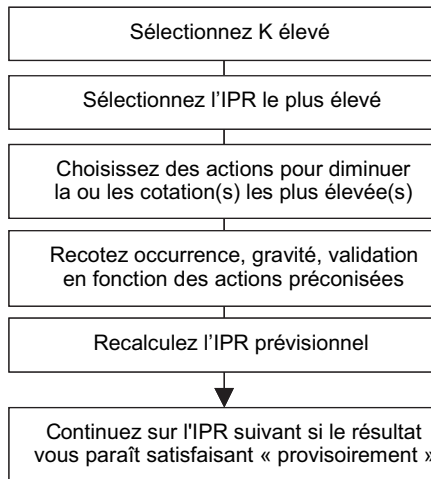 Sélectionnez K élevé
Sélectionnez l’IPR le plus élevé
Choisissez des actions pour diminuer
la ou les cotation(s) les plus élevée(s)
Recotez occurrence, gravité, validation
en fonction des actions préconisées
Recalculez l’IPR prévisionnel
Continuez sur l'IPR suivant si le résultat
vous paraît satisfaisant « provisoirement »